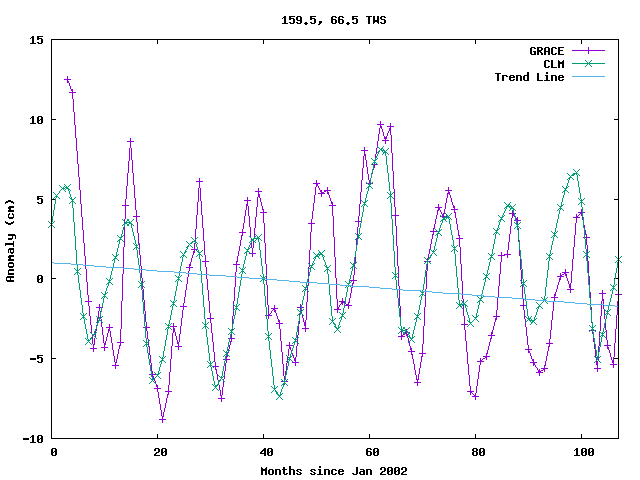 159.5, 66.5 TWS
GRACE
CLM
Trend Line
15
10
5
0
-5
-10
Anomaly (cm)
0 20 40 60 80 100
Months since Jan 2002